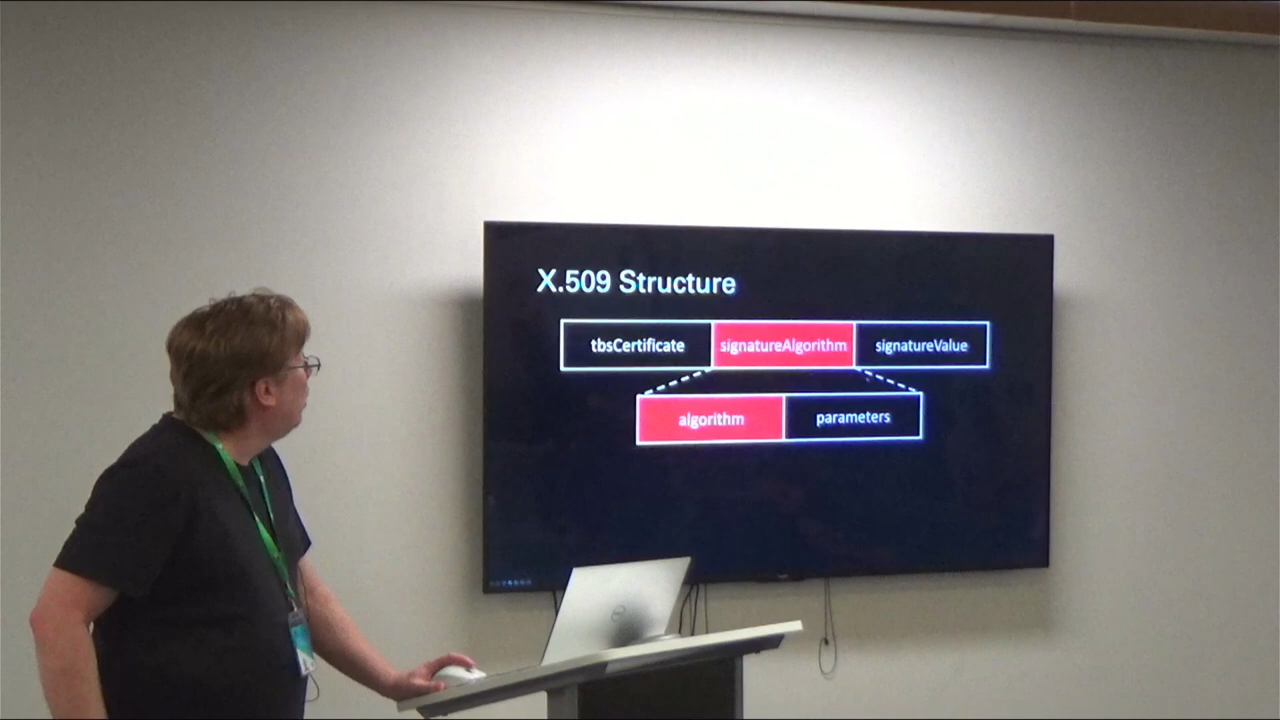 X.509 Structure
tbsCertificate signatureAlgorithm signatureValue
algorithm parameters